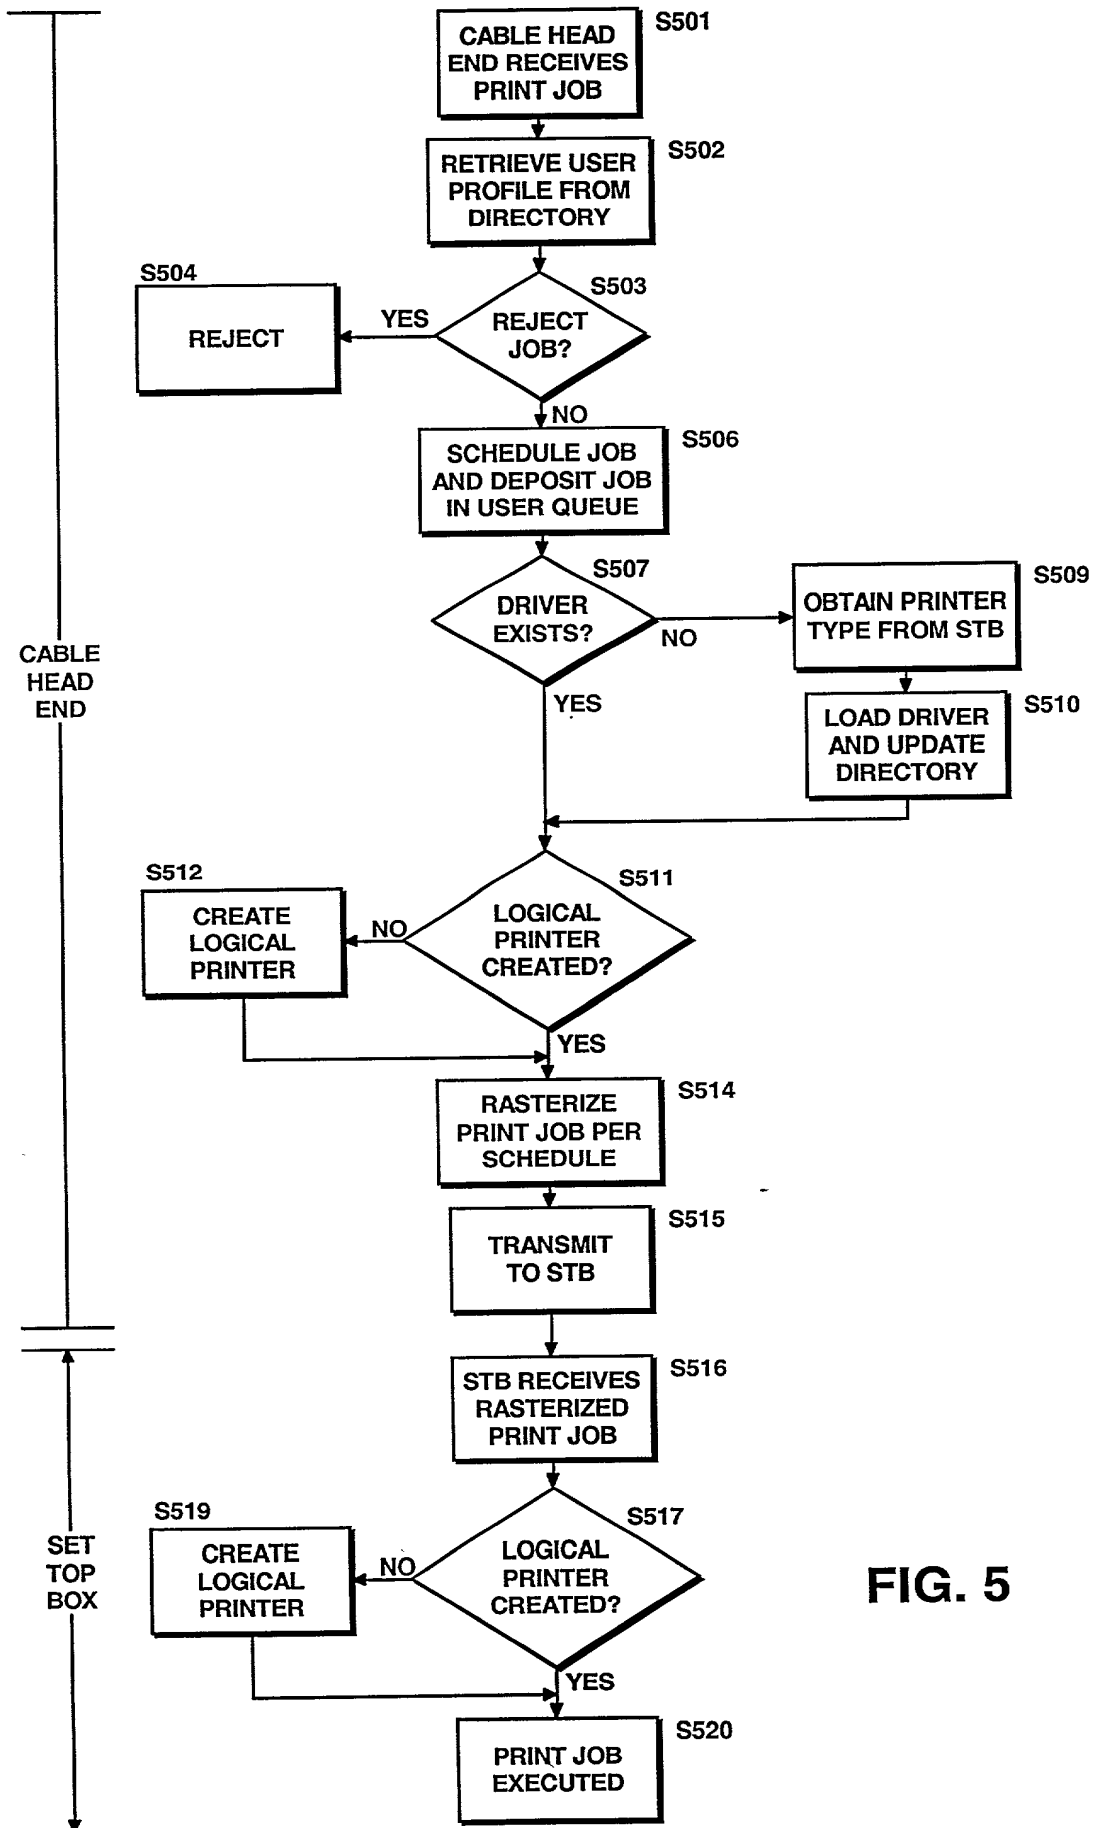 S501
CABLE HEAD
END RECEIVES
PRINT JOB
S502
RETRIEVE USER
PROFILE FROM
DIRECTORY
S504
REJECT
YES
S503
REJECT
JOB?
NO
S506
SCHEDULE JOB
AND DEPOSIT JOB
IN USER QUEUE
S507
DRIVER
EXISTS?
NO
YES
S509
OBTAIN PRINTER
TYPE FROM STB
S510
LOAD DRIVER
AND UPDATE
DIRECTORY
CABLE
HEAD
END
S512
CREATE
LOGICAL
PRINTER
NO
S511
LOGICAL
PRINTER
CREATED?
YES
S514
RASTERIZE
PRINT JOB PER
SCHEDULE
S515
TRANSMIT
TO STB
S516
STB RECEIVES
RASTERIZED
PRINT JOB
SET
TOP
BOX
S519
CREATE
LOGICAL
PRINTER
NO
S517
LOGICAL
PRINTER
CREATED?
YES
S520
PRINT JOB
EXECUTED
FIG. 5